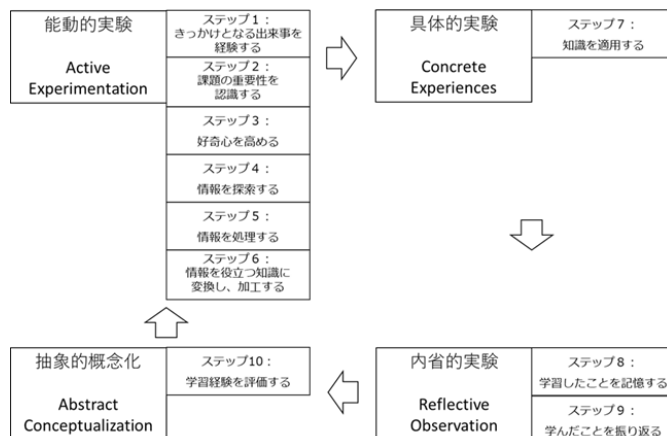 能動的実験
Active
Experimentation
ステップ1：
きっかけとなる出来事を
経験する
ステップ2：
課題の重要性を
認識する
ステップ3：
好奇心を高める
ステップ4：
情報を探索する
ステップ5：
情報を処理する
ステップ6：
情報を役立つ知識に
変換し、加工する
具体的実験
Concrete
Experiences
ステップ7：
知識を適用する
内省的実験
Reflective
Observation
ステップ8：
学習したことを記憶する
ステップ9：
学んだことを振り返る
抽象的概念化
Abstract
Conceptualization
ステップ10：
学習経験を評価する